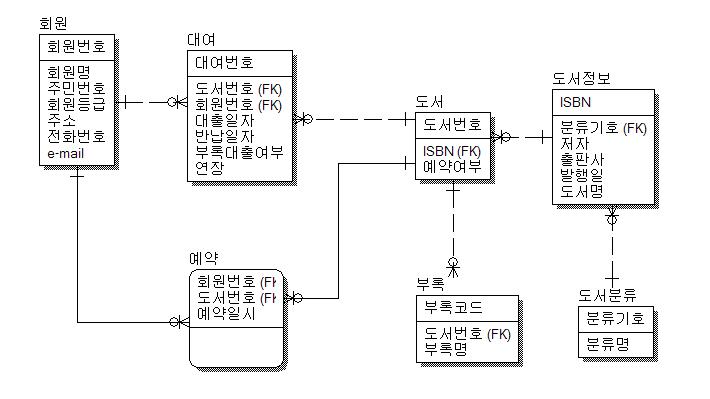 회원
회원번호
회원명
주민번호
회원등급
주소
전화번호
e-mail
대여
대여번호
도서번호 (FK)
회원번호 (FK)
대출일자
반납일자
부록대출여부
연장
도서
도서번호
ISBN (FK)
예약여부
도서정보
ISBN
분류기호 (FK)
저자
출판사
발행일
도서명
예약
회원번호 (FK
도서번호 (FK
예약일시
부록
부록코드
도서번호 (FK)
부록명
도서분류
분류기호
분류명